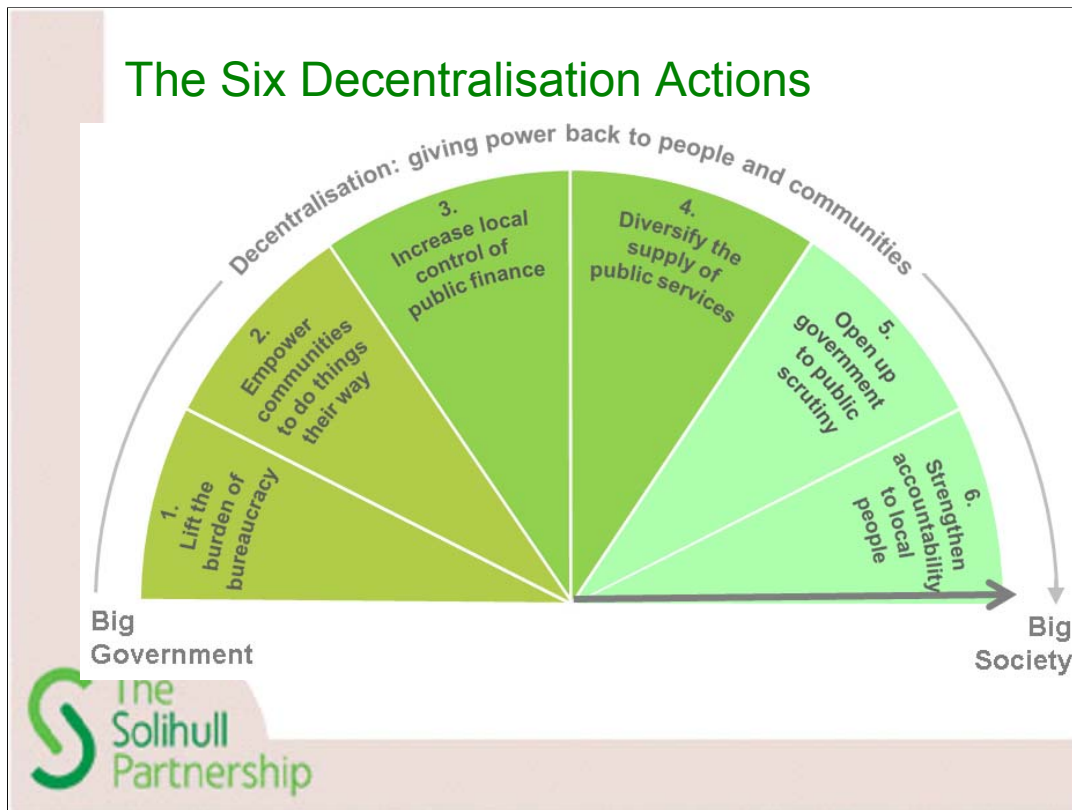 The Six Decentralisation Actions
Decentralisation: giving power back to people and communities
1.
Lift the
burden of
bureaucracy
2.
Empower
communities
to do things
their way
3.
Increase local
control of
public finance
4.
Diversify the
supply of
public services
5.
Open up
government
to public
scrutiny
6.
Strengthen
accountability
to local
people
Big
Government
Big
Society
The
Solihull
Partnership